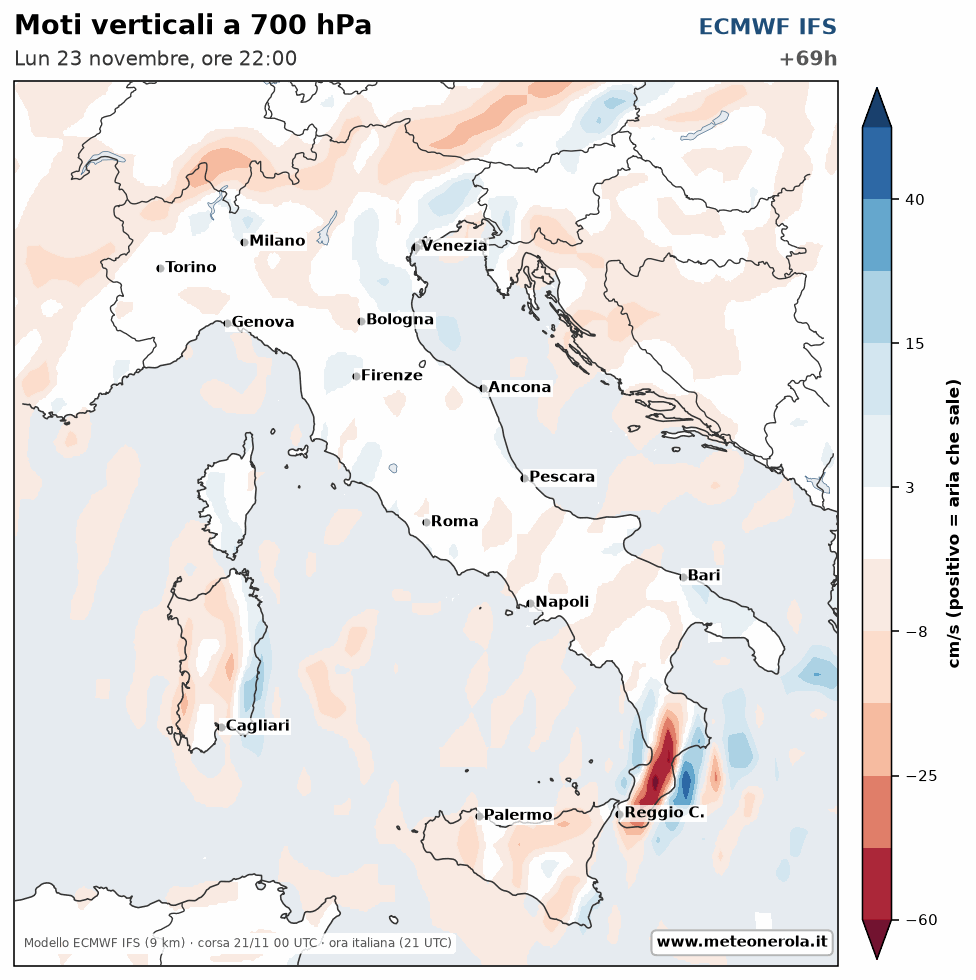 Moti verticali a 700 hPa
ECMWF IFS
Lun 23 novembre, ore 22:00
+69h
Milano
Venezia
Torino
Genova
Bologna
Firenze
Ancona
Pescara
Roma
Bari
Napoli
Cagliari
Palermo
Reggio C.
40
15
3
−8
−25
−60
cm/s (positivo = aria che sale)
Modello ECMWF IFS (9 km) · corsa 21/11 00 UTC · ora italiana (21 UTC)
www.meteonerola.it